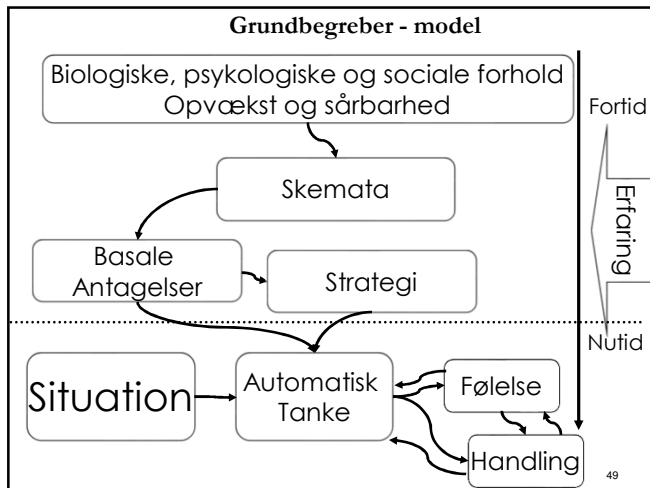 Grundbegreber - model
Biologiske, psykologiske og sociale forhold
Opvækst og sårbarhed
Fortid
Skemata
Erfaring
Basale
Antagelser
Strategi
Nutid
Situation
Automatisk
Tanke
Følelse
Handling
49